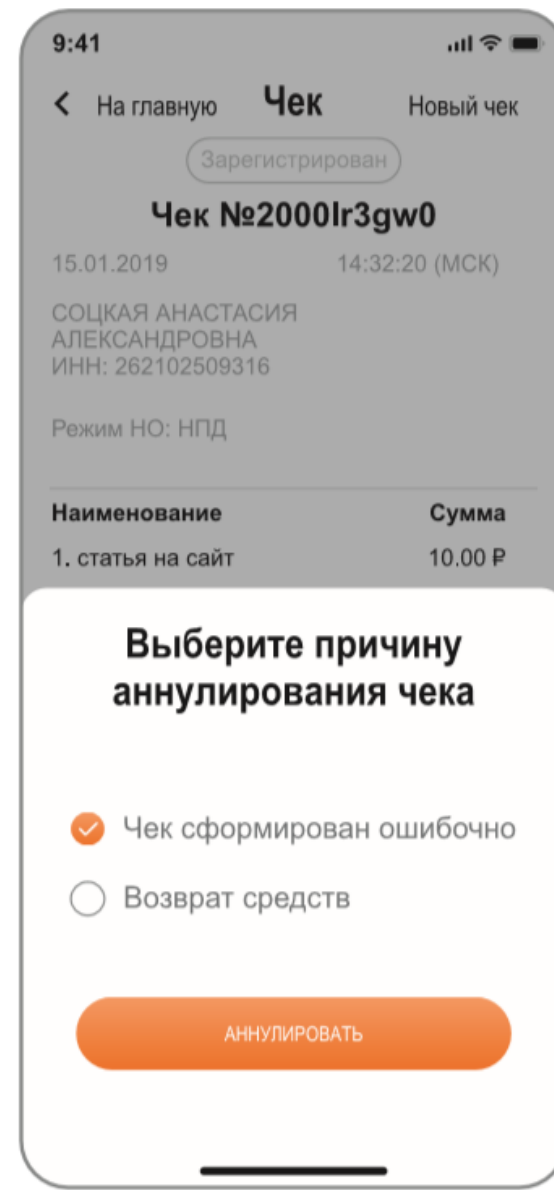 9:41
На главную Чек Новый чек
Зарегистрирован
Чек №2000lr3gw0
15.01.2019 14:32:20 (МСК)
СОЦКАЯ АНАСТАСИЯ
АЛЕКСАНДРОВНА
ИНН: 262102509316
Режим НО: НПД
Наименование Сумма
1. статья на сайт 10.00 ₽
Выберите причину
аннулирования чека
Чек сформирован ошибочно
Возврат средств
АННУЛИРОВАТЬ